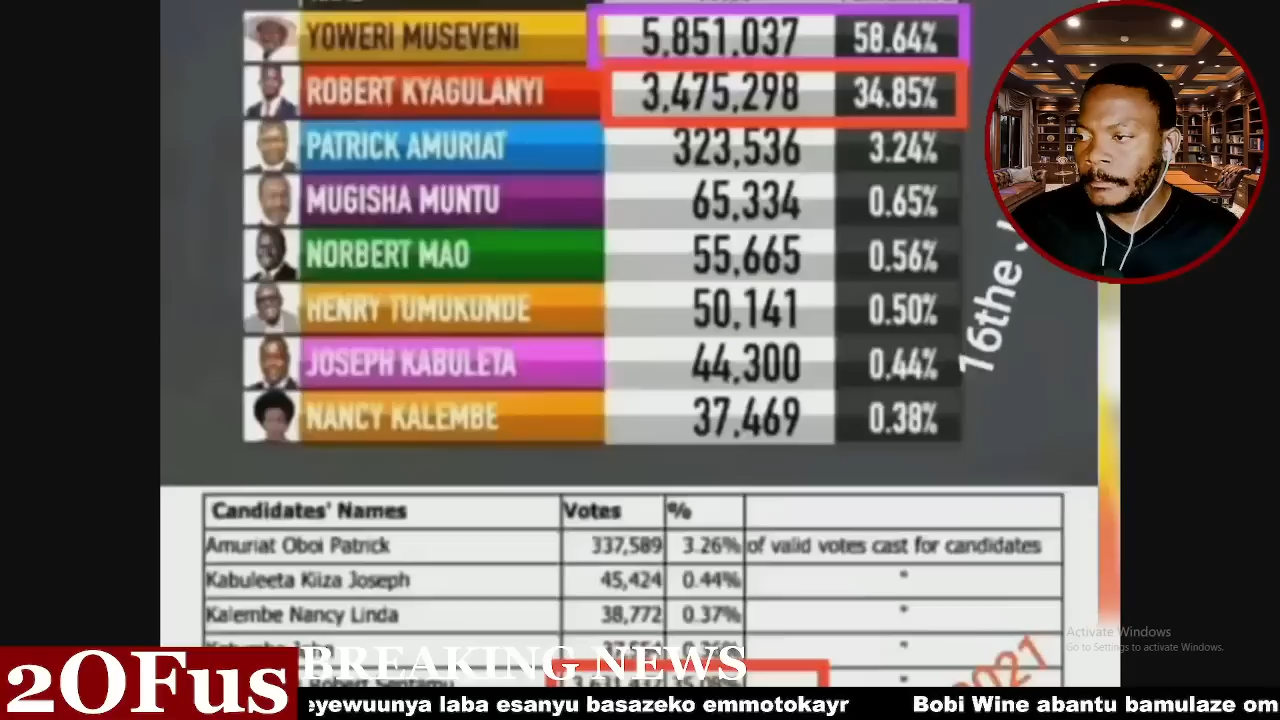 YOWERI MUSEVENI 5,851,037 58.64%
ROBERT KYAGULANYI 3,475,298 34.85%
PATRICK AMURIAT 323,536 3.24%
MUGISHA MUNTU 65,334 0.65%
NORBERT MAO 55,665 0.56%
HENRY TUMUKUNDE 50,141 0.50%
JOSEPH KABULETA 44,300 0.44%
NANCY KALEMBE 37,469 0.38%
16the
Candidates' Names Votes %
Amuriat Oboi Patrick 337,589 3.26% of valid votes cast for candidates
Kabuleeta Kiiza Joseph 45,424 0.44% "
Kalembe Nancy Linda 38,772 0.37% "
2021
Activate Windows
Go to Settings to activate Windows.
2OFus
BREAKING NEWS
eyewuunya laba esanyu basazeko emmotokayr Bobi Wine abantu bamulaze om